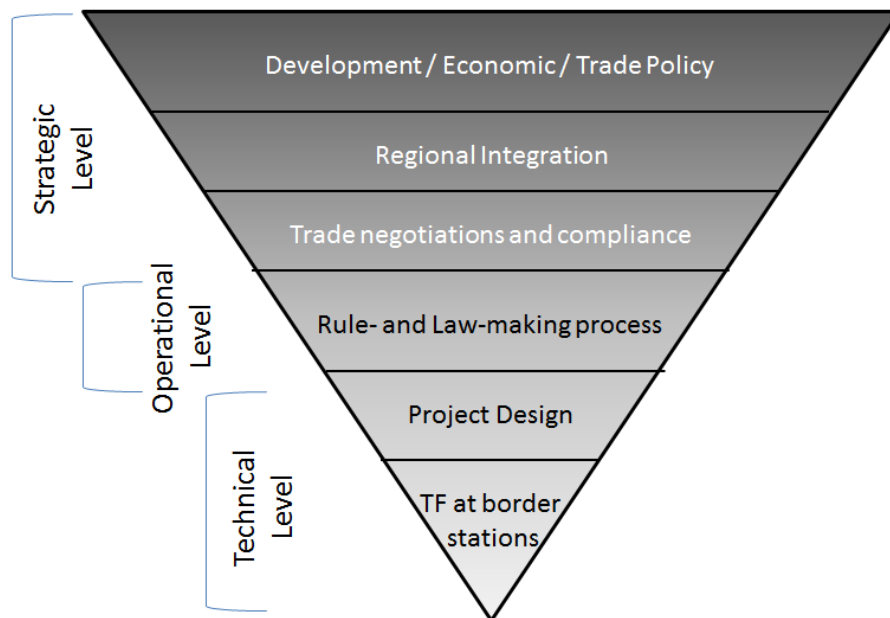 Development / Economic / Trade Policy
Regional Integration
Trade negotiations and compliance
Rule- and Law-making process
Project Design
TF at border
stations
Strategic
Level
Operational
Level
Technical
Level